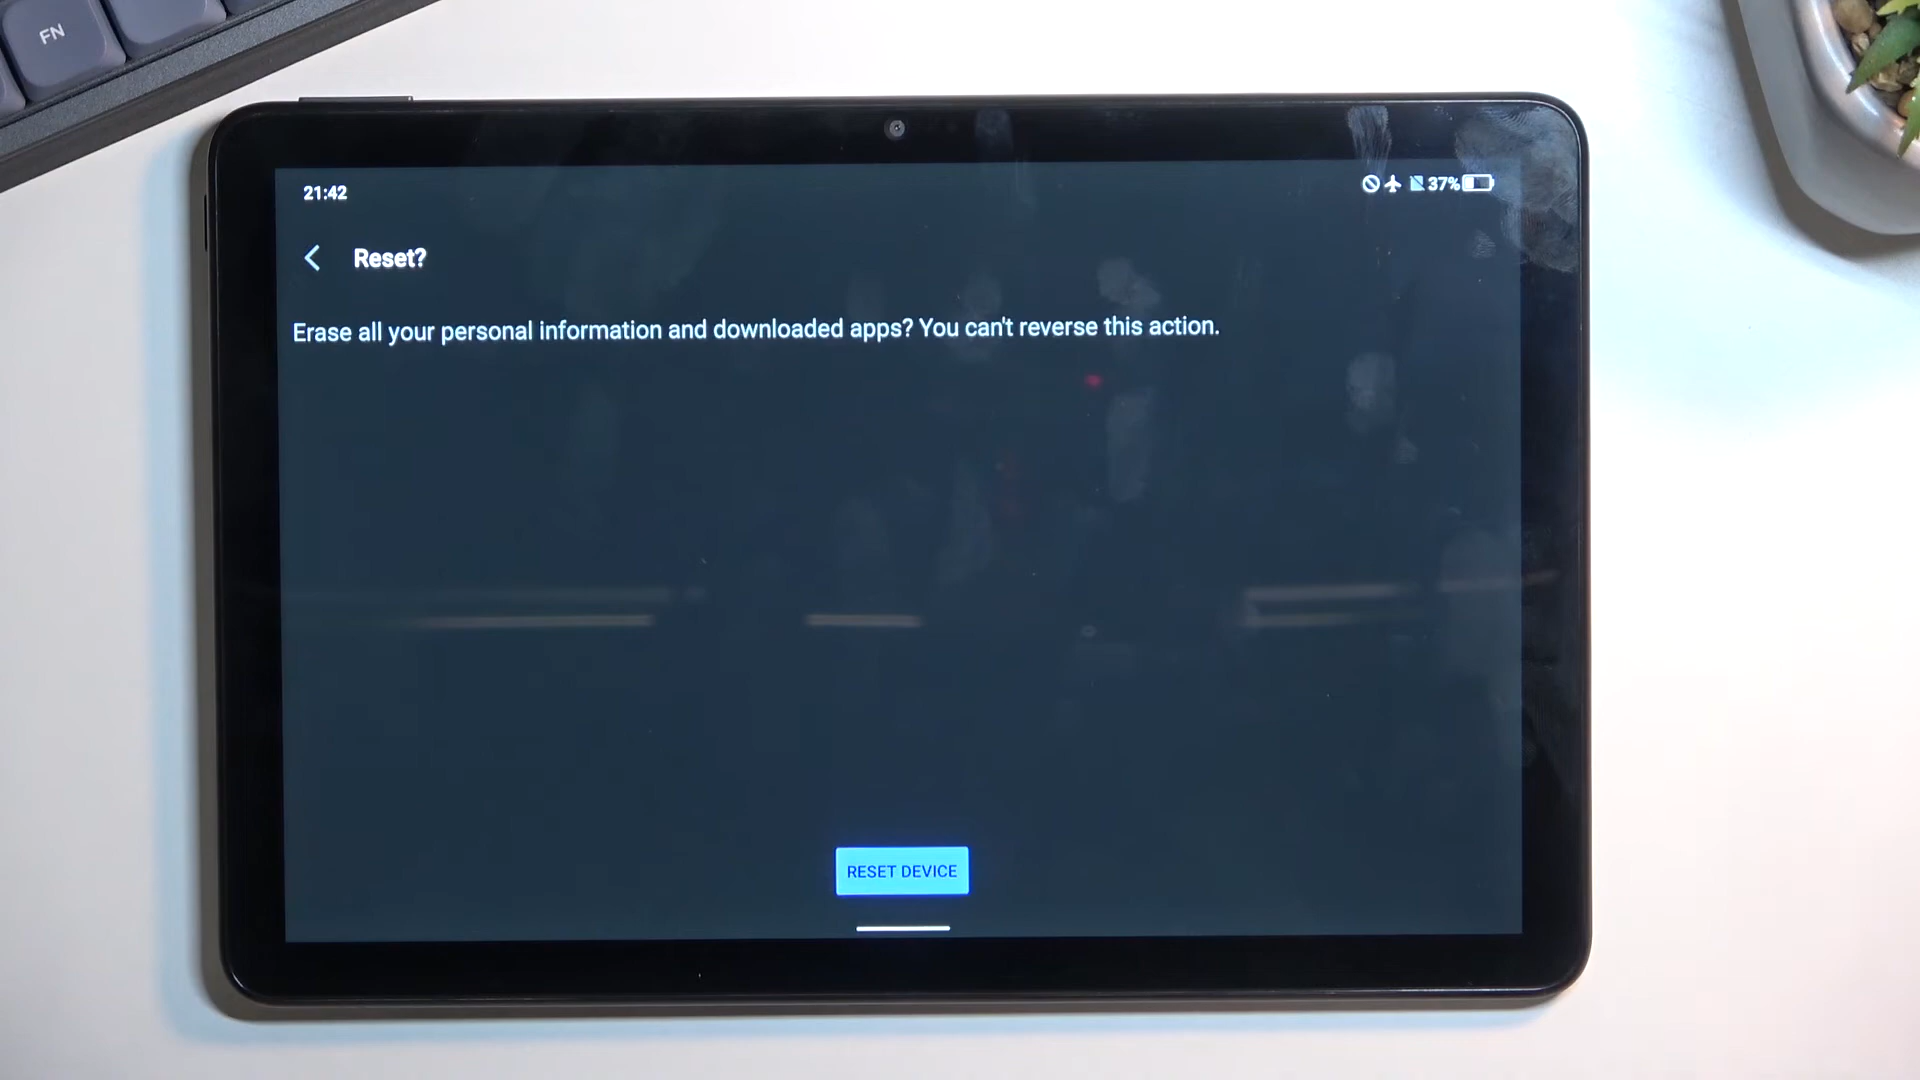 FN
21:42
37%
Reset?
Erase all your personal information and downloaded apps? You can't reverse this action.
RESET DEVICE